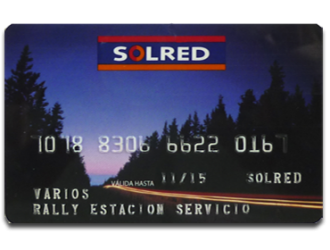 SOLRED
1018 8306 6622 0167
VÁLIDA HASTA 11/15 SOLRED
VARIOS
RALLY ESTACION SERVICIO